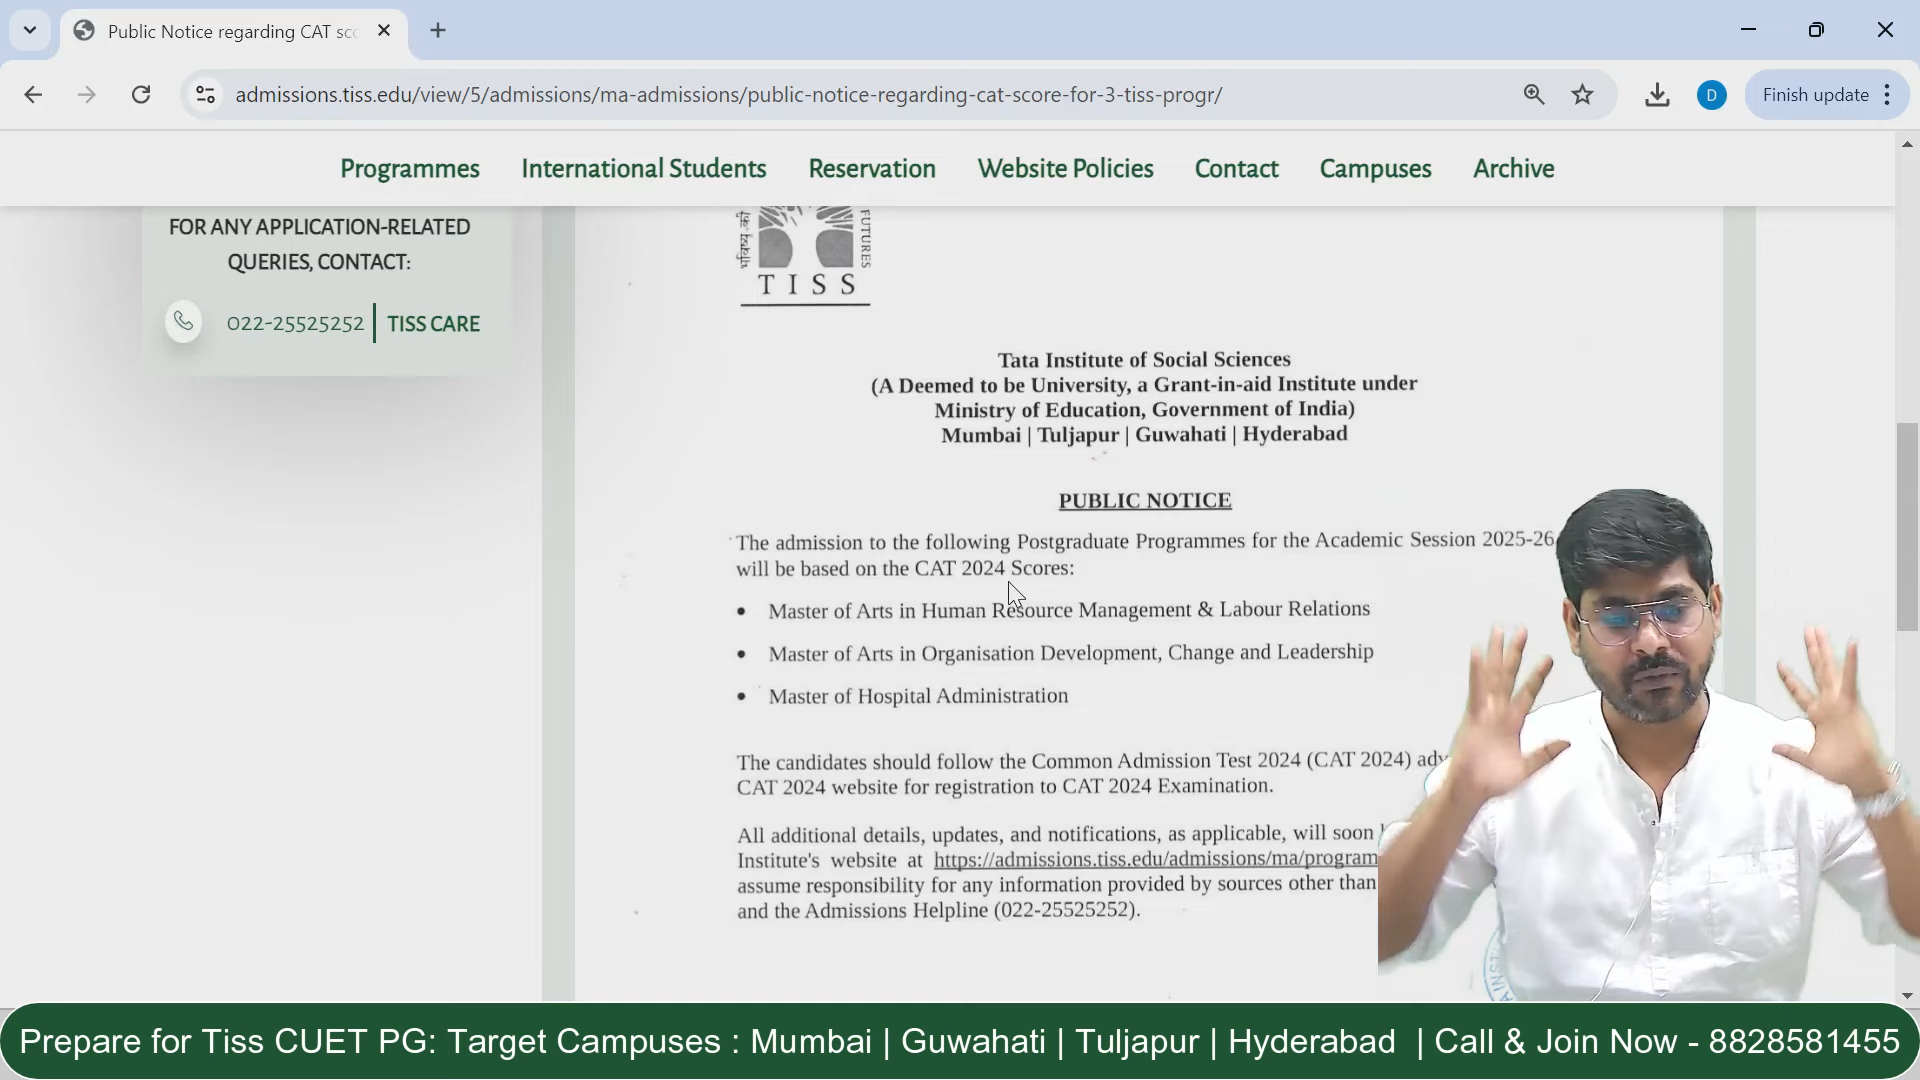 Public Notice regarding CAT sc
admissions.tiss.edu/view/5/admissions/ma-admissions/public-notice-regarding-cat-score-for-3-tiss-progr/
D
Finish update
Programmes International Students Reservation Website Policies Contact Campuses Archive
FOR ANY APPLICATION-RELATED
QUERIES, CONTACT:
022-25525252 | TISS CARE
FUTURES
TISS
Tata Institute of Social Sciences
(A Deemed to be University, a Grant-in-aid Institute under
Ministry of Education, Government of India)
Mumbai | Tuljapur | Guwahati | Hyderabad
PUBLIC NOTICE
The admission to the following Postgraduate Programmes for the Academic Session 2025-26
will be based on the CAT 2024 Scores:
• Master of Arts in Human Resource Management & Labour Relations
• Master of Arts in Organisation Development, Change and Leadership
• Master of Hospital Administration
The candidates should follow the Common Admission Test 2024 (CAT 2024) adv
CAT 2024 website for registration to CAT 2024 Examination.
All additional details, updates, and notifications, as applicable, will soon
Institute's website at https://admissions.tiss.edu/admissions/ma/program
assume responsibility for any information provided by sources other than
and the Admissions Helpline (022-25525252).
Prepare for Tiss CUET PG: Target Campuses : Mumbai | Guwahati | Tuljapur | Hyderabad | Call & Join Now - 8828581455